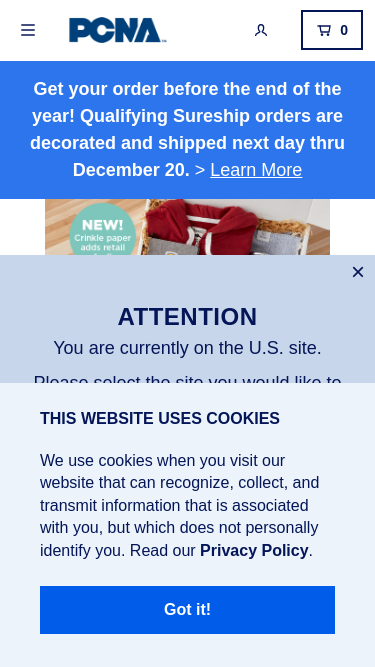 PCNA
0
Get your order before the end of the
year! Qualifying Sureship orders are
decorated and shipped next day thru
December 20. > Learn More
NEW!
Crinkle paper
adds retail
✕
ATTENTION
You are currently on the U.S. site.
Please select the site you would like to
THIS WEBSITE USES COOKIES
We use cookies when you visit our
website that can recognize, collect, and
transmit information that is associated
with you, but which does not personally
identify you. Read our Privacy Policy.
Got it!